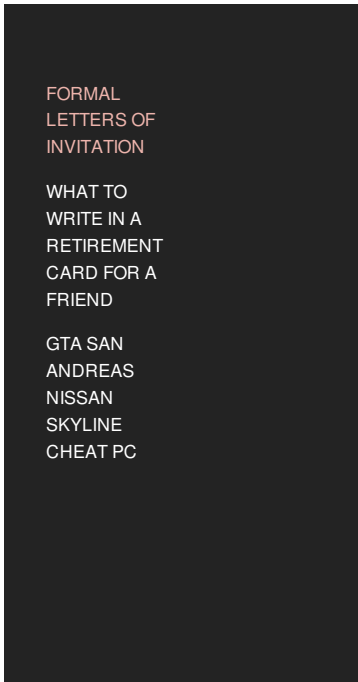 FORMAL
LETTERS OF
INVITATION
WHAT TO
WRITE IN A
RETIREMENT
CARD FOR A
FRIEND
GTA SAN
ANDREAS
NISSAN
SKYLINE
CHEAT PC